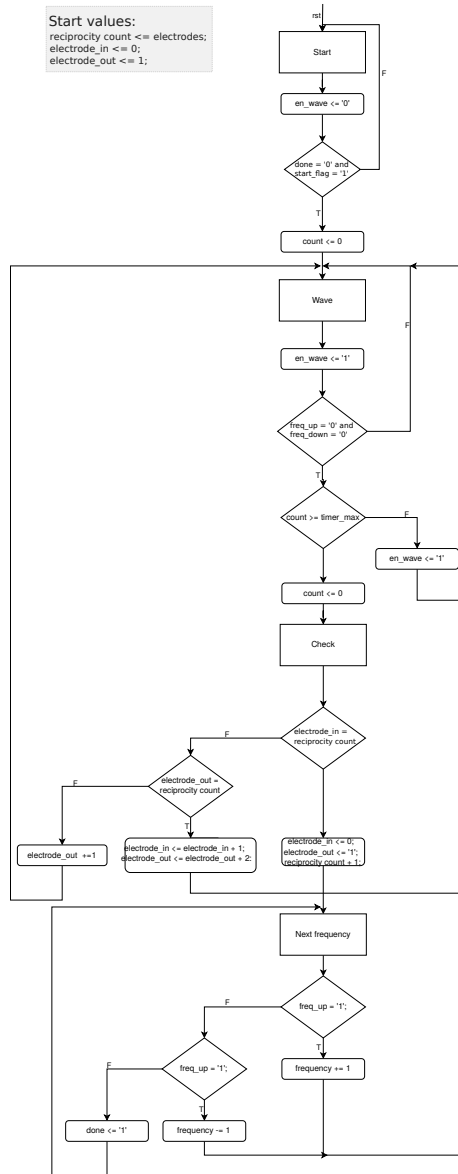 Start values:
reciprocity count <= electrodes;
electrode_in <= 0;
electrode_out <= 1;
rst
Start
F
en_wave <= '0'
done = '0' and
start_flag = '1'
T
count <= 0
Wave
F
en_wave <= '1'
freq_up = '0' and
freq_down = '0'
T
count >= timer_max
F
en_wave <= '1'
count <= 0
Check
electrode_in =
reciprocity count
F
electrode_out =
reciprocity count
F
T
electrode_out +=1
electrode_in <= electrode_in + 1;
electrode_out <= electrode_out + 2;
electrode_in <= 0;
electrode_out <= '1';
reciprocity count + 1;
Next frequency
F
freq_up = '1';
F
freq_up = '1';
T
frequency += 1
T
done <= '1'
frequency -= 1